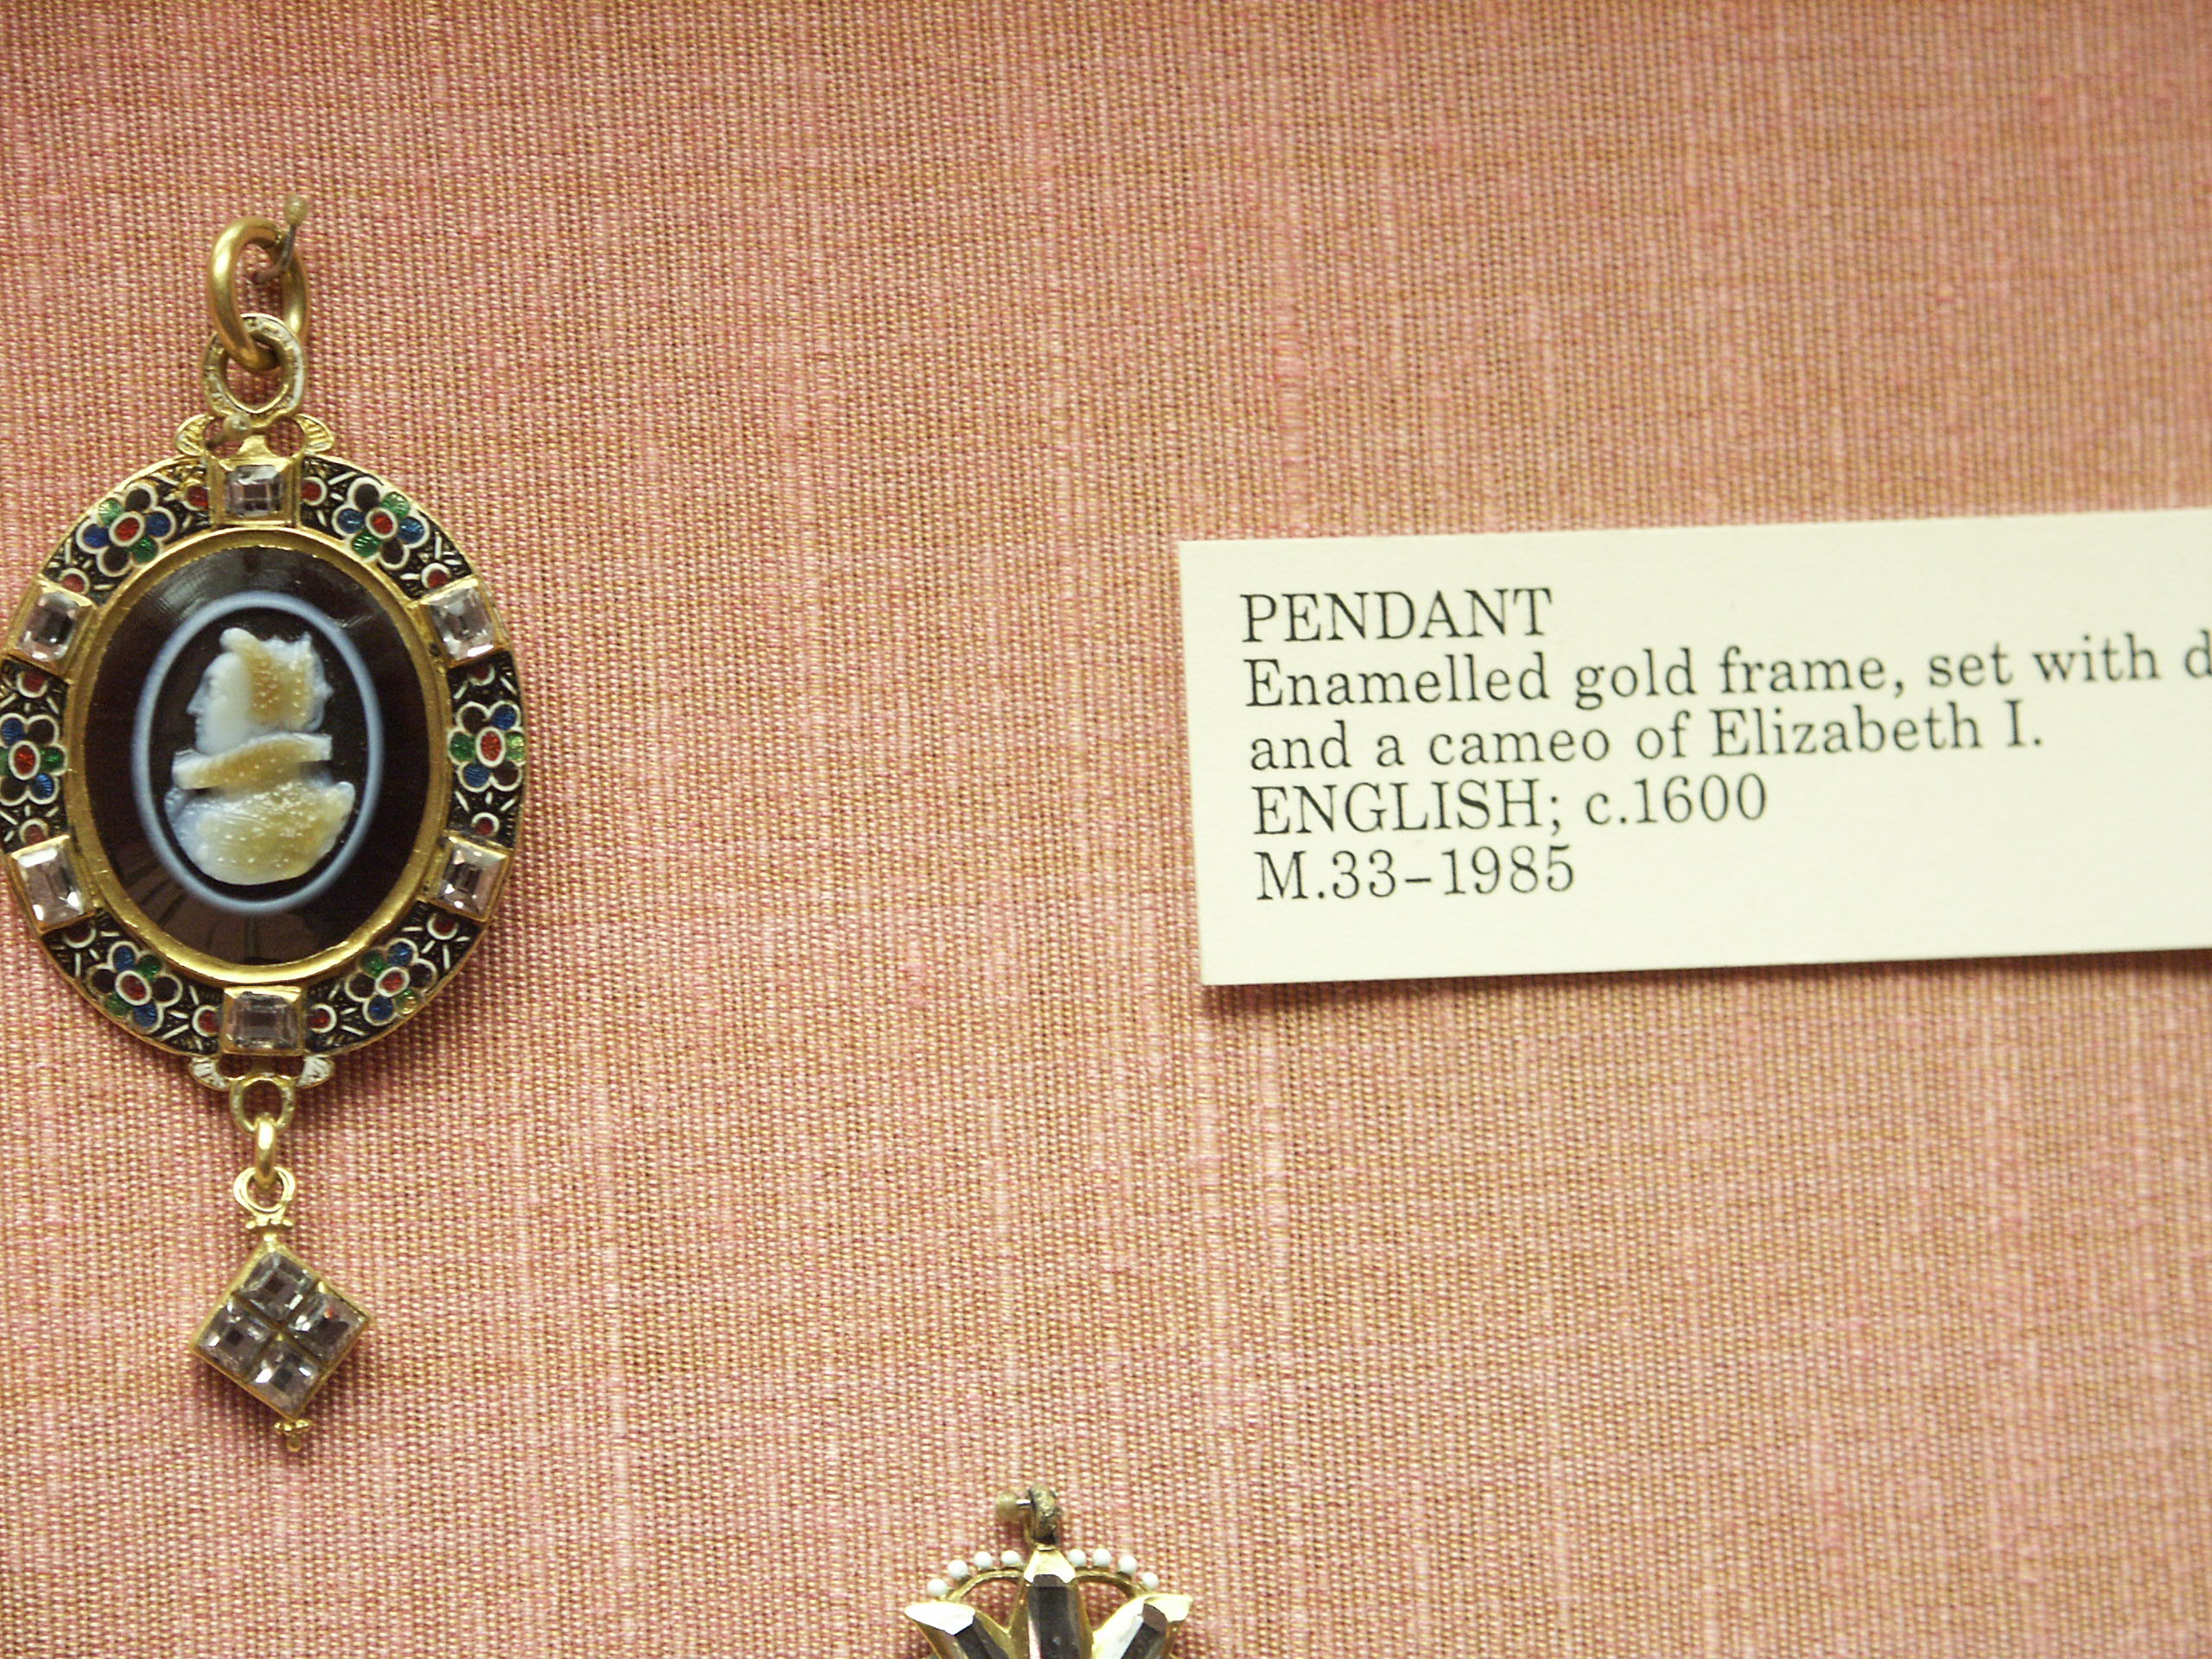 PENDANT
Enamelled gold frame, set with
and a cameo of Elizabeth I.
ENGLISH; c.1600
M.33-1985